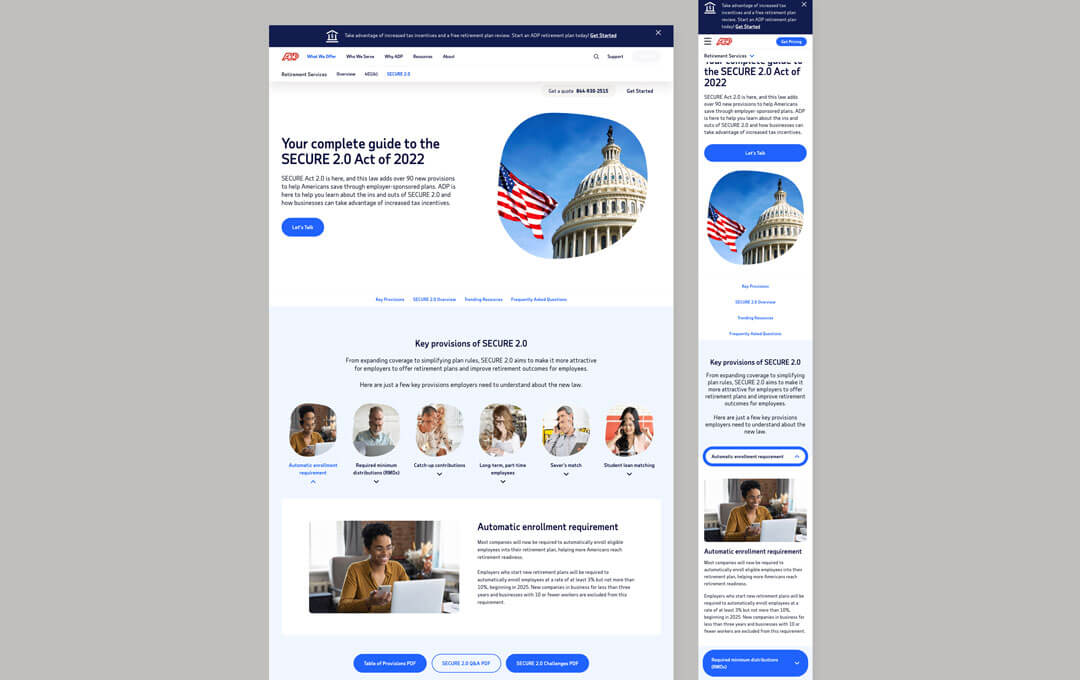 Take advantage of increased tax incentives and a free retirement plan review. Start an ADP retirement plan today! Get Started
ADP
What We Offer
Who We Serve
Why ADP
Resources
About
Support
Retirement Services
Overview
SECURE 2.0
Get a quote 844-930-2515
Get Started
Your complete guide to the
SECURE 2.0 Act of 2022
SECURE Act 2.0 is here, and this law adds over 90 new provisions
to help Americans save through employer-sponsored plans. ADP is
here to help you learn about the ins and outs of SECURE 2.0 and
how businesses can take advantage of increased tax incentives.
Let's Talk
Key Provisions
SECURE 2.0 Overview
Trending Resources
Frequently Asked Questions
Key provisions of SECURE 2.0
From expanding coverage to simplifying plan rules, SECURE 2.0 aims to make it more attractive
for employers to offer retirement plans and improve retirement outcomes for employees.
Here are just a few key provisions employers need to understand about the new law.
Automatic enrollment
requirement
Required minimum
distributions (RMDs)
Catch-up contributions
Long term, part-time
employees
Saver's match
Student loan matching
Automatic enrollment requirement
Most companies will now be required to automatically enroll eligible
employees into their retirement plan, helping more Americans reach
retirement readiness.
Employers who start new retirement plans will be required to
automatically enroll employees at a rate of at least 3% but not more than
10%, beginning in 2025. New companies in business for less than three
years and businesses with 10 or fewer workers are excluded from this
requirement.
Table of Provisions PDF
SECURE 2.0 Q&A PDF
SECURE 2.0 Challenges PDF
Take advantage of increased tax
incentives and a free retirement plan
review. Start an ADP retirement plan
today! Get Started
ADP
Get Pricing
Retirement Services
Your complete guide to
the SECURE 2.0 Act of
2022
SECURE Act 2.0 is here, and this law adds
over 90 new provisions to help Americans
save through employer-sponsored plans. ADP
is here to help you learn about the ins and
outs of SECURE 2.0 and how businesses can
take advantage of increased tax incentives.
Let's Talk
Key Provisions
SECURE 2.0 Overview
Trending Resources
Frequently Asked Questions
Key provisions of SECURE 2.0
From expanding coverage to simplifying
plan rules, SECURE 2.0 aims to make it
more attractive for employers to offer
retirement plans and improve retirement
outcomes for employees.
Here are just a few key provisions
employers need to understand about the
new law.
Automatic enrollment requirement
Automatic enrollment requirement
Most companies will now be required to
automatically enroll eligible employees into their
retirement plan, helping more Americans reach
retirement readiness.
Employers who start new retirement plans will be
required to automatically enroll employees at a
rate of at least 3% but not more than 10%,
beginning in 2025. New companies in business for
less than three years and businesses with 10 or
fewer workers are excluded from this requirement.
Required minimum distributions
(RMDs)